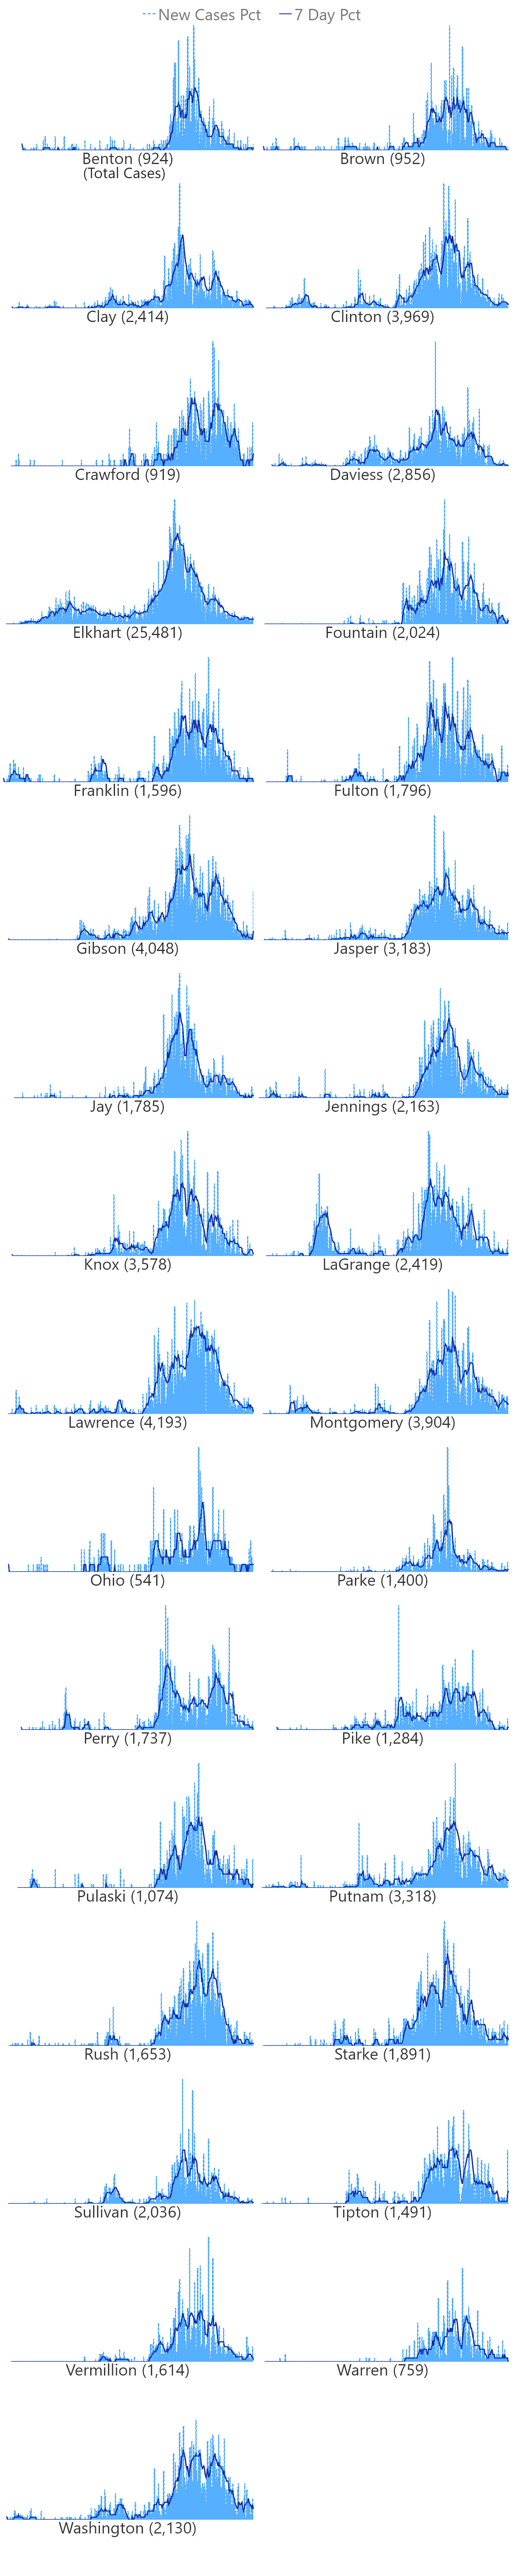 New Cases Pct 7 Day Pct
Benton (924) Brown (952)
(Total Cases)
Clay (2,414) Clinton (3,969)
Crawford (919) Daviess (2,856)
Elkhart (25,481) Fountain (2,024)
Franklin (1,596) Fulton (1,796)
Gibson (4,048) Jasper (3,183)
Jay (1,785) Jennings (2,163)
Knox (3,578) LaGrange (2,419)
Lawrence (4,193) Montgomery (3,904)
Ohio (541) Parke (1,400)
Perry (1,737) Pike (1,284)
Pulaski (1,074) Putnam (3,318)
Rush (1,653) Starke (1,891)
Sullivan (2,036) Tipton (1,491)
Vermillion (1,614) Warren (759)
Washington (2,130)